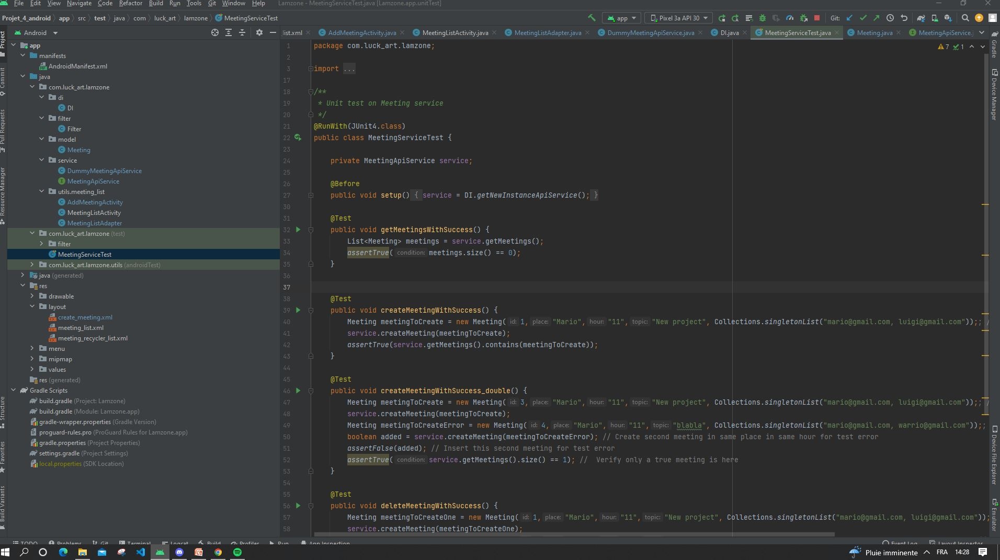 File Edit View Navigate Code Refactor Build Run Tools Git Window Help Lamzone - MeetingServiceTest.java [Lamzone.app.unitTest]
Projet_4_android app src test java com luck_art lamzone MeetingServiceTest
app Pixel 3a API 30 Git:
Android
list.xml AddMeetingActivity.java MeetingListActivity.java MeetingListAdapter.java DummyMeetingApiService.java DI.java MeetingServiceTest.java Meeting.java MeetingApiService.j
Project
Commit
Pull Requests
Resource Manager
Structure
Favorites
Build Variants
app
manifests
AndroidManifest.xml
java
com.luck_art.lamzone
di
DI
filter
Filter
model
Meeting
service
DummyMeetingApiService
MeetingApiService
utils.meeting_list
AddMeetingActivity
MeetingListActivity
MeetingListAdapter
com.luck_art.lamzone (test)
filter
MeetingServiceTest
com.luck_art.lamzone.utils (androidTest)
java (generated)
res
drawable
layout
create_meeting.xml
meeting_list.xml
meeting_recycler_list.xml
menu
mipmap
values
res (generated)
Gradle Scripts
build.gradle (Project: Lamzone)
build.gradle (Module: Lamzone.app)
gradle-wrapper.properties (Gradle Version)
proguard-rules.pro (ProGuard Rules for Lamzone.app)
gradle.properties (Project Properties)
settings.gradle (Project Settings)
local.properties (SDK Location)
7 1
1 package com.luck_art.lamzone;
2
3 import ...
17
18 /**
19 * Unit test on Meeting service
20 */
21 @RunWith(JUnit4.class)
22 public class MeetingServiceTest {
23
24 private MeetingApiService service;
25
26 @Before
27 public void setup() { service = DI.getNewInstanceApiService(); }
30
31 @Test
32 public void getMeetingsWithSuccess() {
33 List<Meeting> meetings = service.getMeetings();
34 assertTrue( condition: meetings.size() == 0);
35 }
36
37
38 @Test
39 public void createMeetingWithSuccess() {
40 Meeting meetingToCreate = new Meeting( id: 1, place: "Mario", hour: "11", topic: "New project", Collections.singletonList("mario@gmail.com, luigi@gmail.com"));; /
41 service.createMeeting(meetingToCreate);
42 assertTrue(service.getMeetings().contains(meetingToCreate));
43 }
44
45 @Test
46 public void createMeetingWithSuccess_double() {
47 Meeting meetingToCreate = new Meeting( id: 3, place: "Mario", hour: "11", topic: "New project", Collections.singletonList("mario@gmail.com, luigi@gmail.com"));; /
48 service.createMeeting(meetingToCreate);
49 Meeting meetingToCreateError = new Meeting( id: 4, place: "Mario", hour: "11", topic: "blabla", Collections.singletonList("mario@gmail.com, warrio@gmail.com"));;
50 boolean added = service.createMeeting(meetingToCreateError); // Create second meeting in same place in same hour for test error
51 assertFalse(added); // Insert this second meeting for test error
52 assertTrue( condition: service.getMeetings().size() == 1); // Verify only a true meeting is here
53 }
54
55 @Test
56 public void deleteMeetingWithSuccess() {
57 Meeting meetingToCreateOne = new Meeting( id: 1, place: "Mario", hour: "11", topic: "New project", Collections.singletonList("mario@gmail.com, luigi@gmail.com"));
58 service.createMeeting(meetingToCreateOne);
Gradle
Device Manager
Device File Explorer
Emulator
TODO Problems Git Terminal Logcat Build Profiler Run App Inspection Event Log Layout Inspector
Pluie imminente FRA 14:28